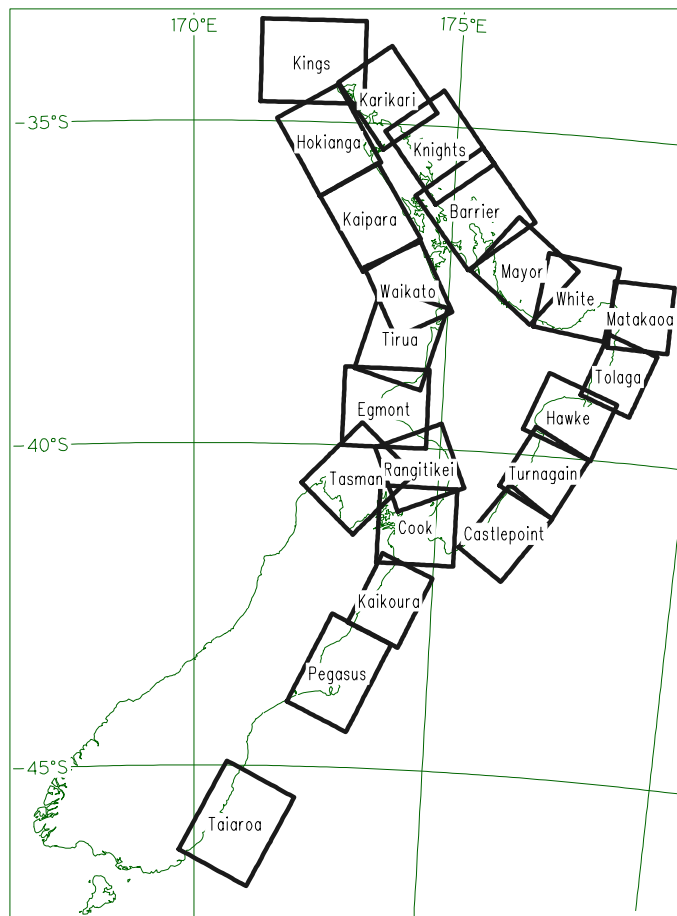 170°E
175°E
Kings
Karikari
-35°S
Hokianga
Knights
Kaipara
Barrier
Mayor
Waikato
White
Matakaoa
Tirua
Tolaga
Egmont
Hawke
-40°S
Rangitikei
Tasman
Turnagain
Cook
Castlepoint
Kaikoura
Pegasus
-45°S
Taiaroa